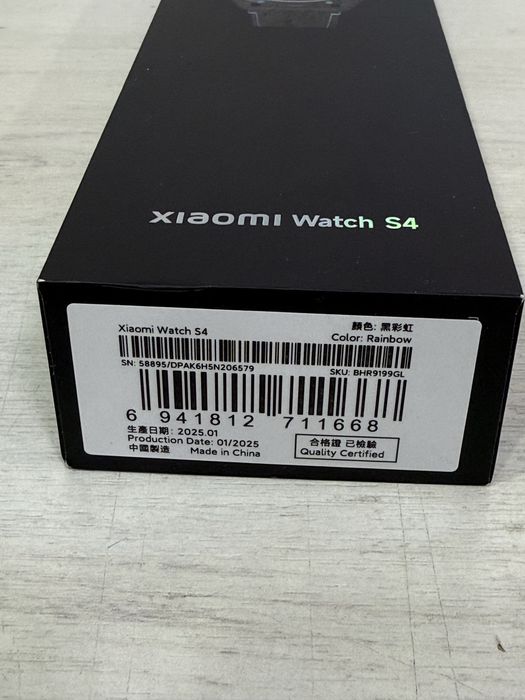 xiaomi Watch S4
Xiaomi Watch S4
顏色: 黑彩虹
Color: Rainbow
SN: 58895/DPAK6H5N206579
SKU: BHR9199GL
6 941812 711668
生產日期: 2025.01
Production Date: 01/2025
中國製造 Made in China
合格證 已檢驗
Quality Certified